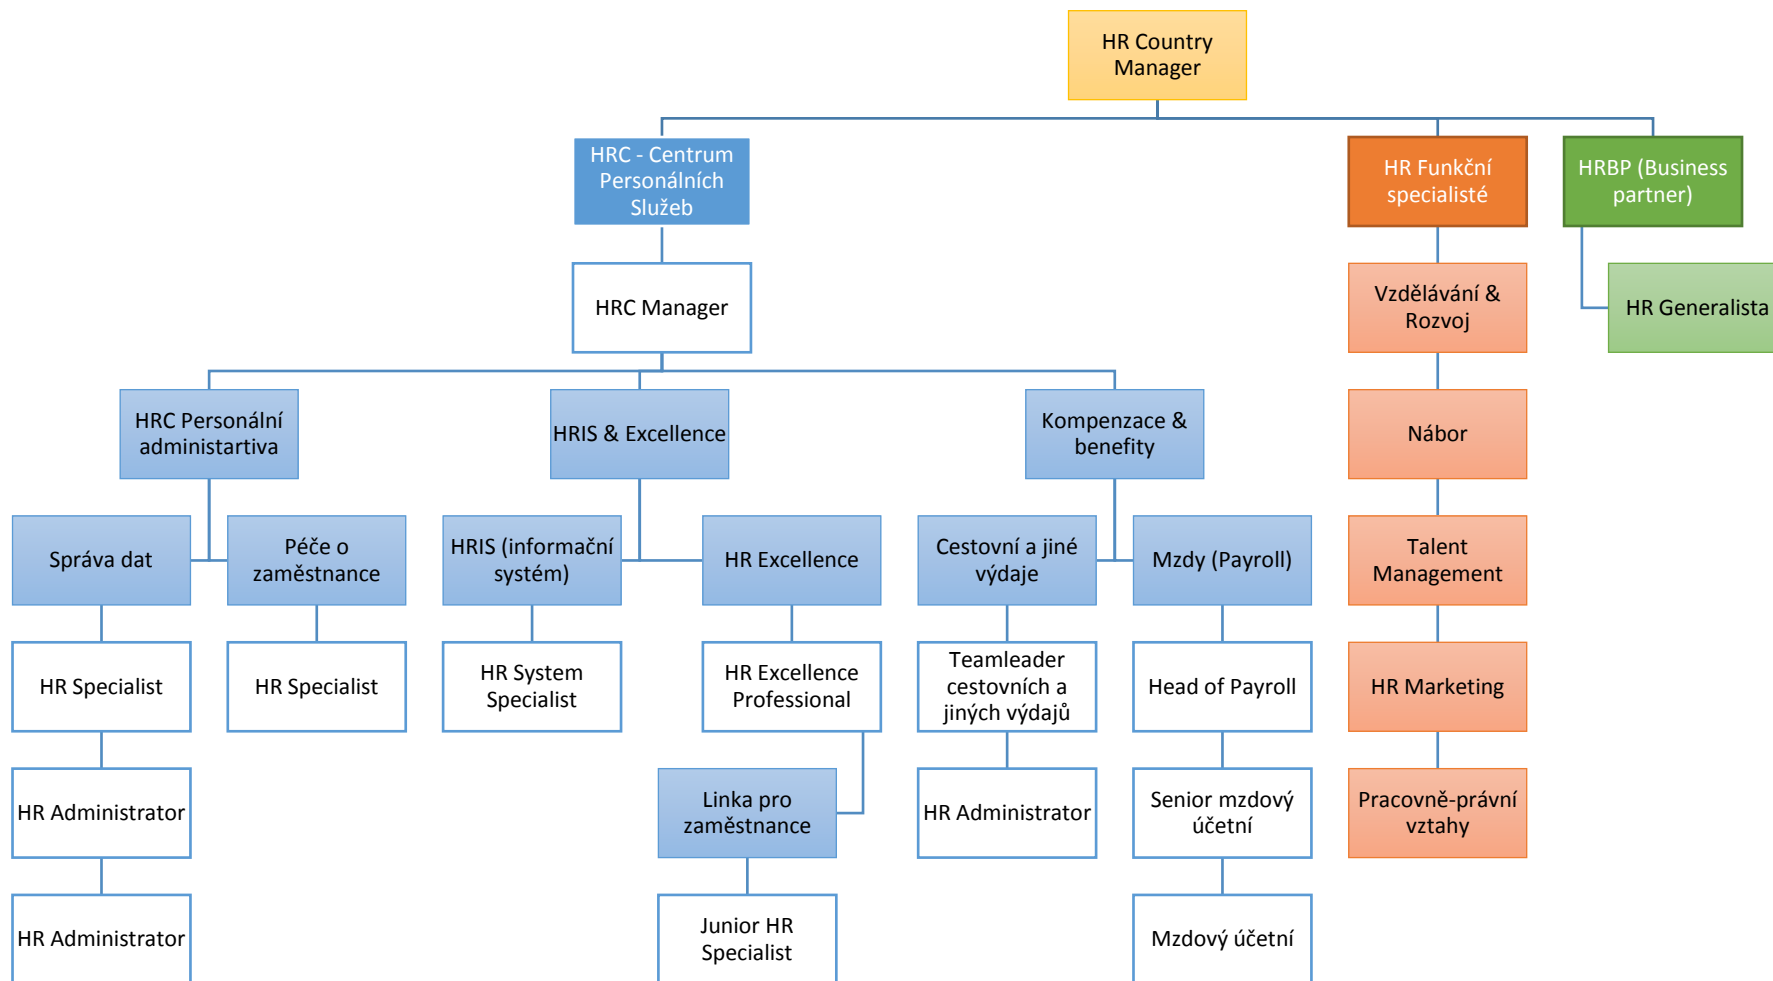 HR Country
Manager
HRC - Centrum
Personálních
Služeb
HR Funkční
specialisté
HRBP (Business
partner)
HRC Manager
Vzdělávání &
Rozvoj
HR Generalista
HRC Personální
administartiva
HRIS & Excellence
Kompenzace &
benefity
Nábor
Správa dat
Péče o
zaměstnance
HRIS (informační
systém)
HR Excellence
Cestovní a jiné
výdaje
Mzdy (Payroll)
Talent
Management
HR Specialist
HR Specialist
HR System
Specialist
HR Excellence
Professional
Teamleader
cestovních a
jiných výdajů
Head of Payroll
HR Marketing
HR Administrator
Linka pro
zaměstnance
HR Administrator
Senior mzdový
účetní
Pracovně-právní
vztahy
HR Administrator
Junior HR
Specialist
Mzdový účetní